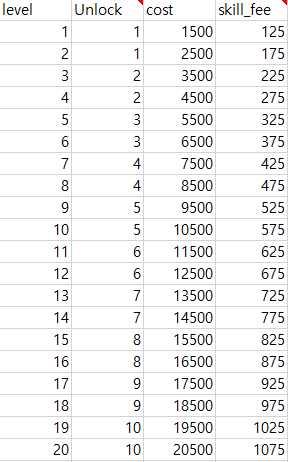 level Unlock cost skill_fee
1 1 1500 125
2 1 2500 175
3 2 3500 225
4 2 4500 275
5 3 5500 325
6 3 6500 375
7 4 7500 425
8 4 8500 475
9 5 9500 525
10 5 10500 575
11 6 11500 625
12 6 12500 675
13 7 13500 725
14 7 14500 775
15 8 15500 825
16 8 16500 875
17 9 17500 925
18 9 18500 975
19 10 19500 1025
20 10 20500 1075